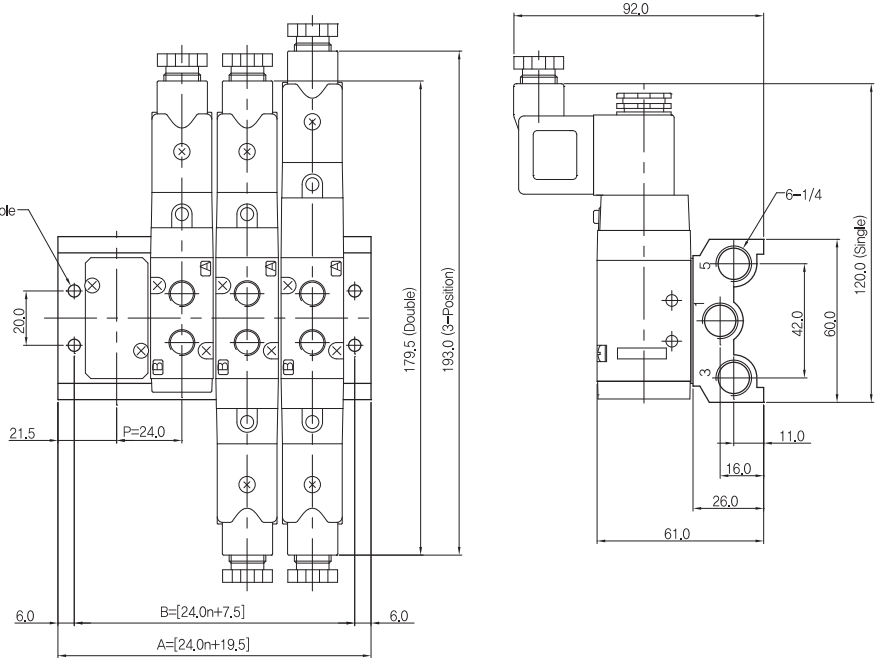 92.0
ole
6-1/4
A
A
A
5
1
3
20.0
179.5 (Double)
193.0 (3-Position)
42.0
60.0
120.0 (Single)
B
B
B
21.5
P=24.0
11.0
16.0
26.0
61.0
6.0
B=[24.0n+7.5]
6.0
A=[24.0n+19.5]